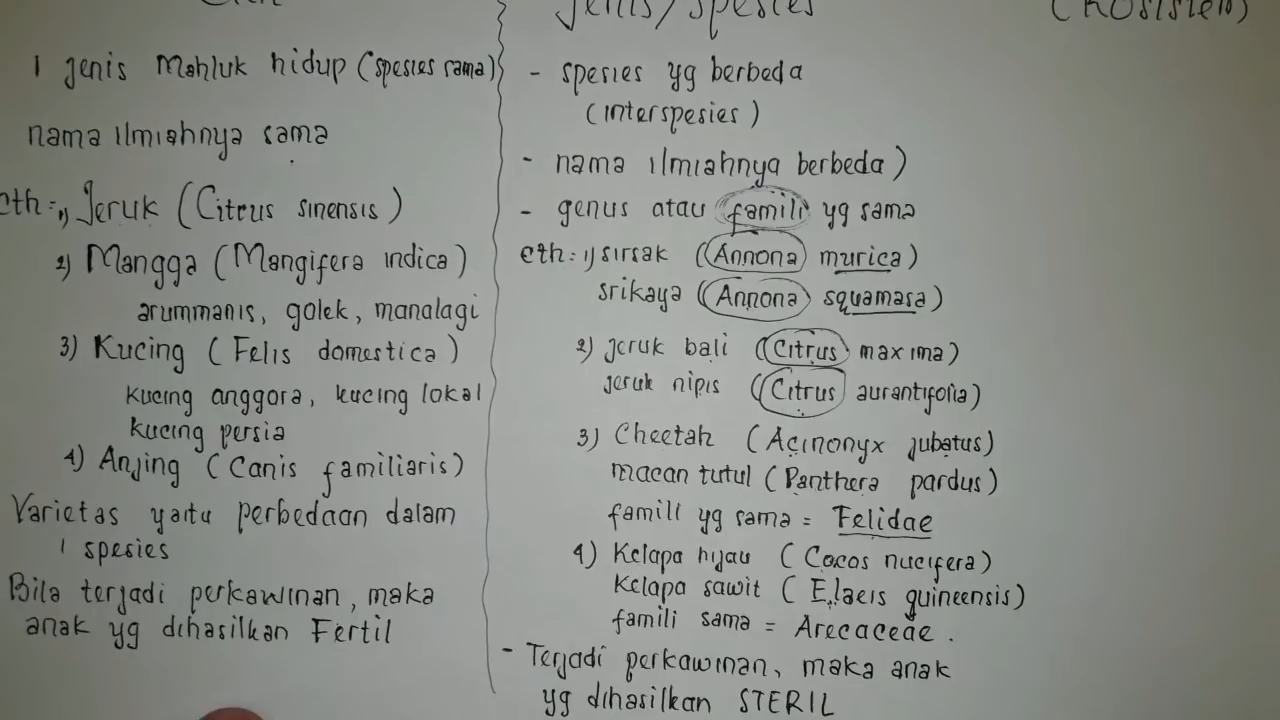 Jenis/Spesies
1 Jenis Mahluk hidup (spesies sama)
nama ilmiahnya sama
cth = 1) Jeruk (Citrus sinensis)
2) Mangga (Mangifera indica)
arummanis, golek, manalagi
3) Kucing (Felis domestica)
kucing anggora, kucing lokal
kucing persia
4) Anjing (Canis familiaris)
Varietas yaitu perbedaan dalam
1 spesies
Bila terjadi perkawinan, maka
anak yg dihasilkan Fertil
- spesies yg berbeda
(interspesies)
- nama ilmiahnya berbeda)
- genus atau famili yg sama
cth = 1) sirsak (Annona murica)
srikaya (Annona squamasa)
2) Jeruk bali (Citrus maxima)
Jeruk nipis (Citrus aurantifolia)
3) Cheetah (Acinonyx jubatus)
macan tutul (Panthera pardus)
famili yg sama = Felidae
4) Kelapa hijau (Cocos nucifera)
Kelapa sawit (Elaeis guineensis)
famili sama = Arecaceae.
- Terjadi perkawinan, maka anak
yg dihasilkan STERIL